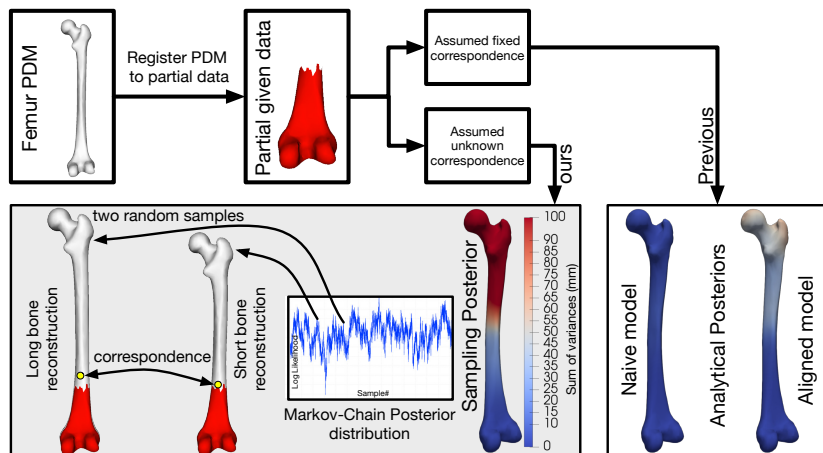 Femur PDM
Register PDM
to partial data
Partial given data
Assumed fixed
correspondence
Assumed
unknown
correspondence
ours
Previous
two random samples
Long bone
reconstruction
Short bone
reconstruction
correspondence
Log Likelihood
Sample#
Markov-Chain Posterior
distribution
Sampling Posterior
100
95
90
85
80
75
70
65
60
55
50
45
40
35
30
25
20
15
10
5
0
Sum of variances (mm)
Naive model
Analytical Posteriors
Aligned model